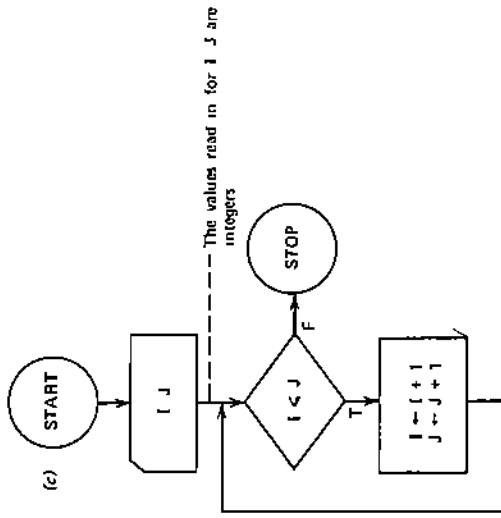 (c)
START
I J
The values read in for I J are
integers
I < J
F
STOP
T
I ← I + 1
J ← J + 1